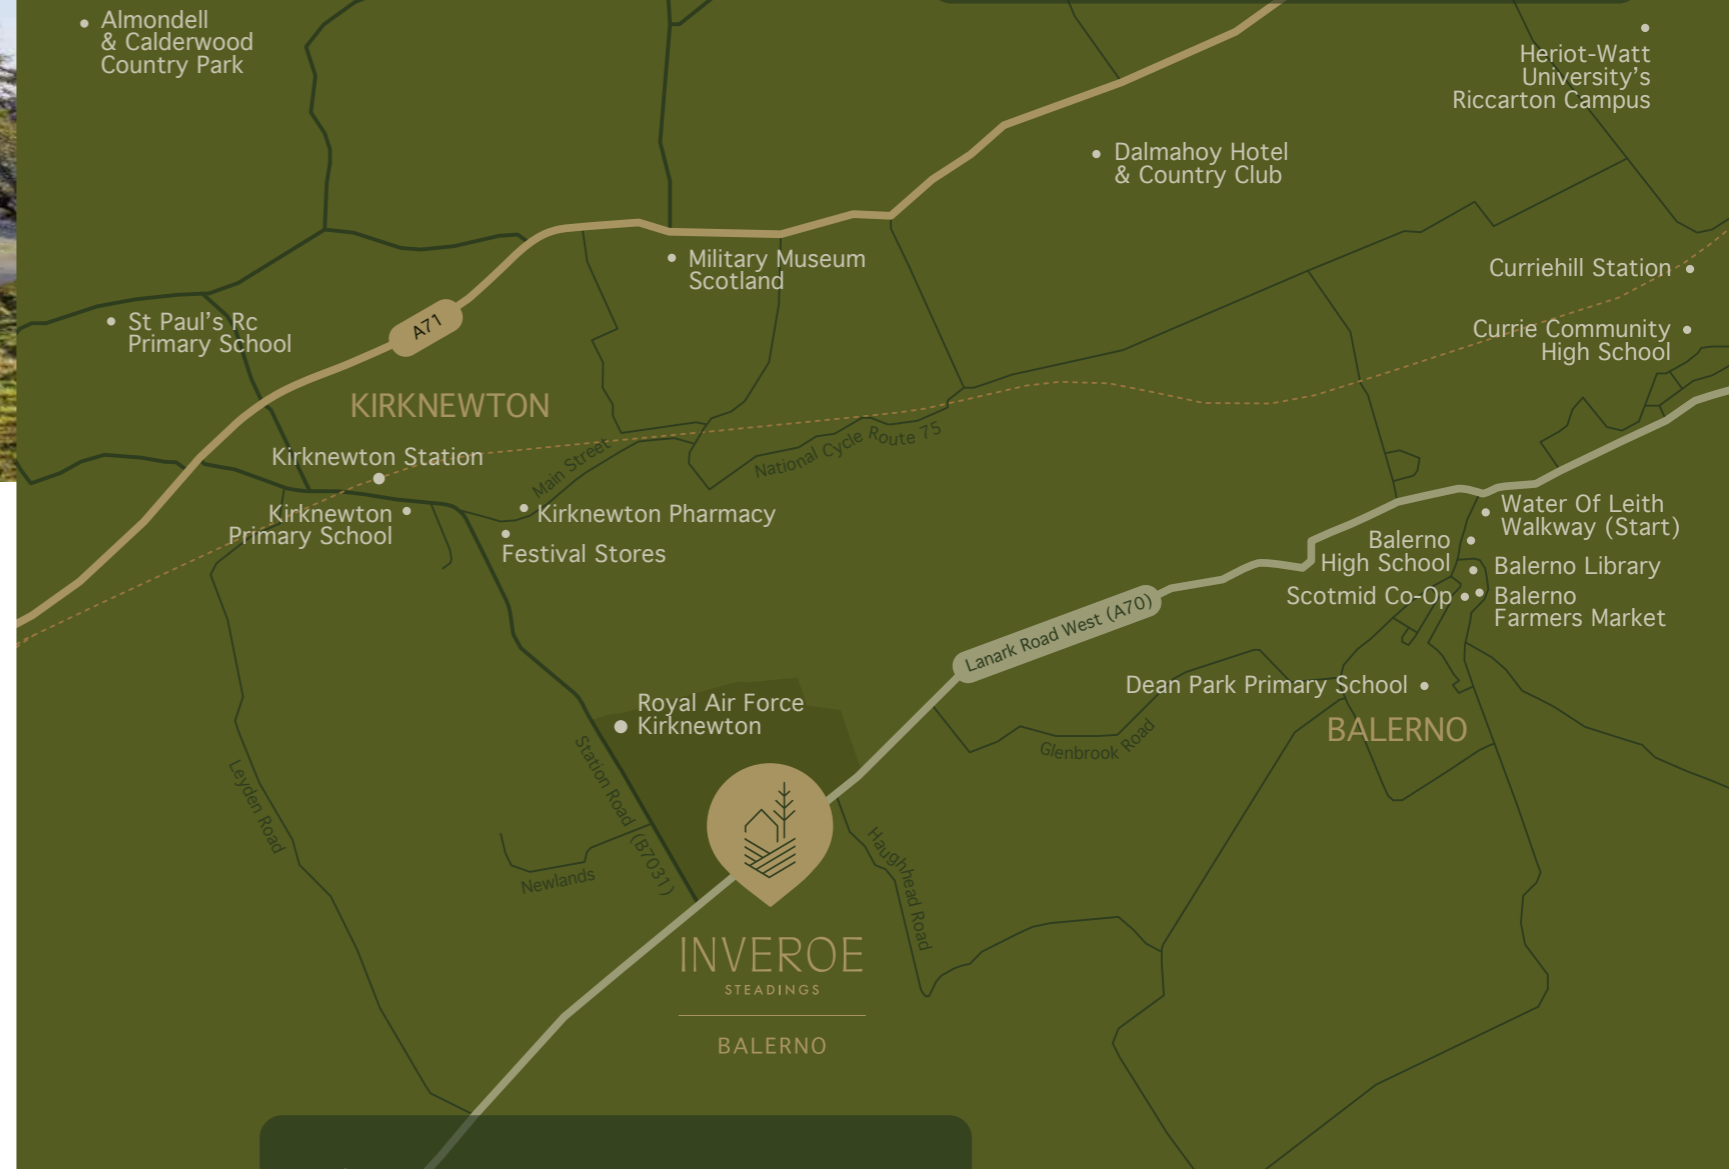 Almondell
& Calderwood
Country Park
Heriot-Watt
University's
Riccarton Campus
Dalmahoy Hotel
& Country Club
Military Museum
Scotland
Curriehill Station
St Paul's Rc
Primary School
A71
Currie Community
High School
KIRKNEWTON
Kirknewton Station
Main Street
National Cycle Route 75
Kirknewton
Primary School
Kirknewton Pharmacy
Festival Stores
Water Of Leith
Walkway (Start)
Balerno
High School
Balerno Library
Scotmid Co-Op
Balerno
Farmers Market
Lanark Road West (A70)
Dean Park Primary School
BALERNO
Royal Air Force
Kirknewton
Glenbrook Road
Station Road (B7031)
Leyden Road
Newlands
Haughhead Road
INVEROE
STEADINGS
BALERNO